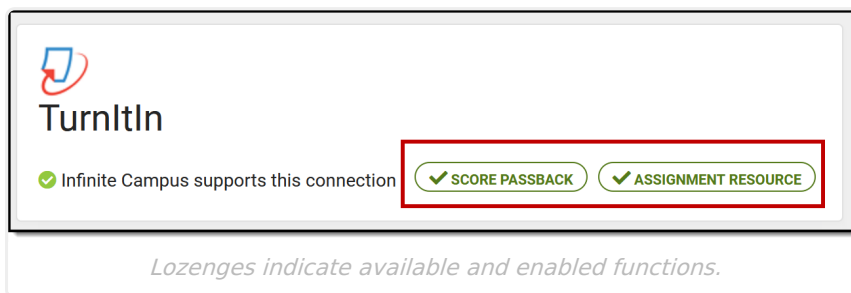 TurnItIn
Infinite Campus supports this connection SCORE PASSBACK ASSIGNMENT RESOURCE
Lozenges indicate available and enabled functions.